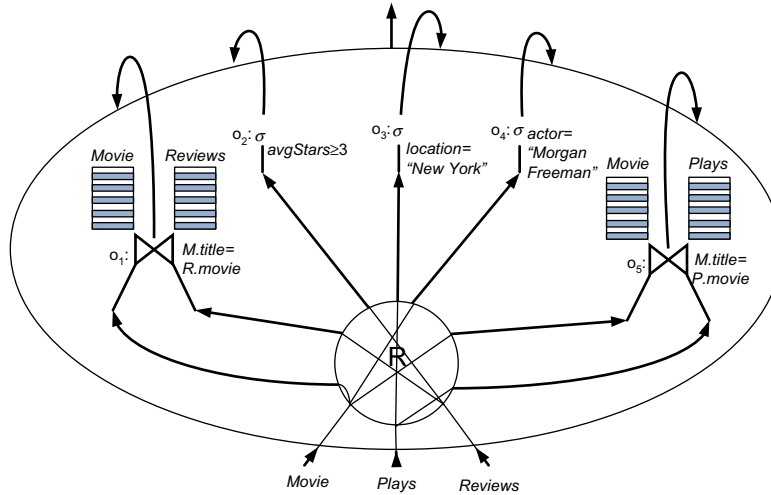 o2: σ avgStars≥3
o3: σ location=
"New York"
o4: σ actor=
"Morgan
Freeman"
Movie
Reviews
o1:
M.title=
R.movie
Movie
Plays
o5:
M.title=
P.movie
R
Movie
Plays
Reviews